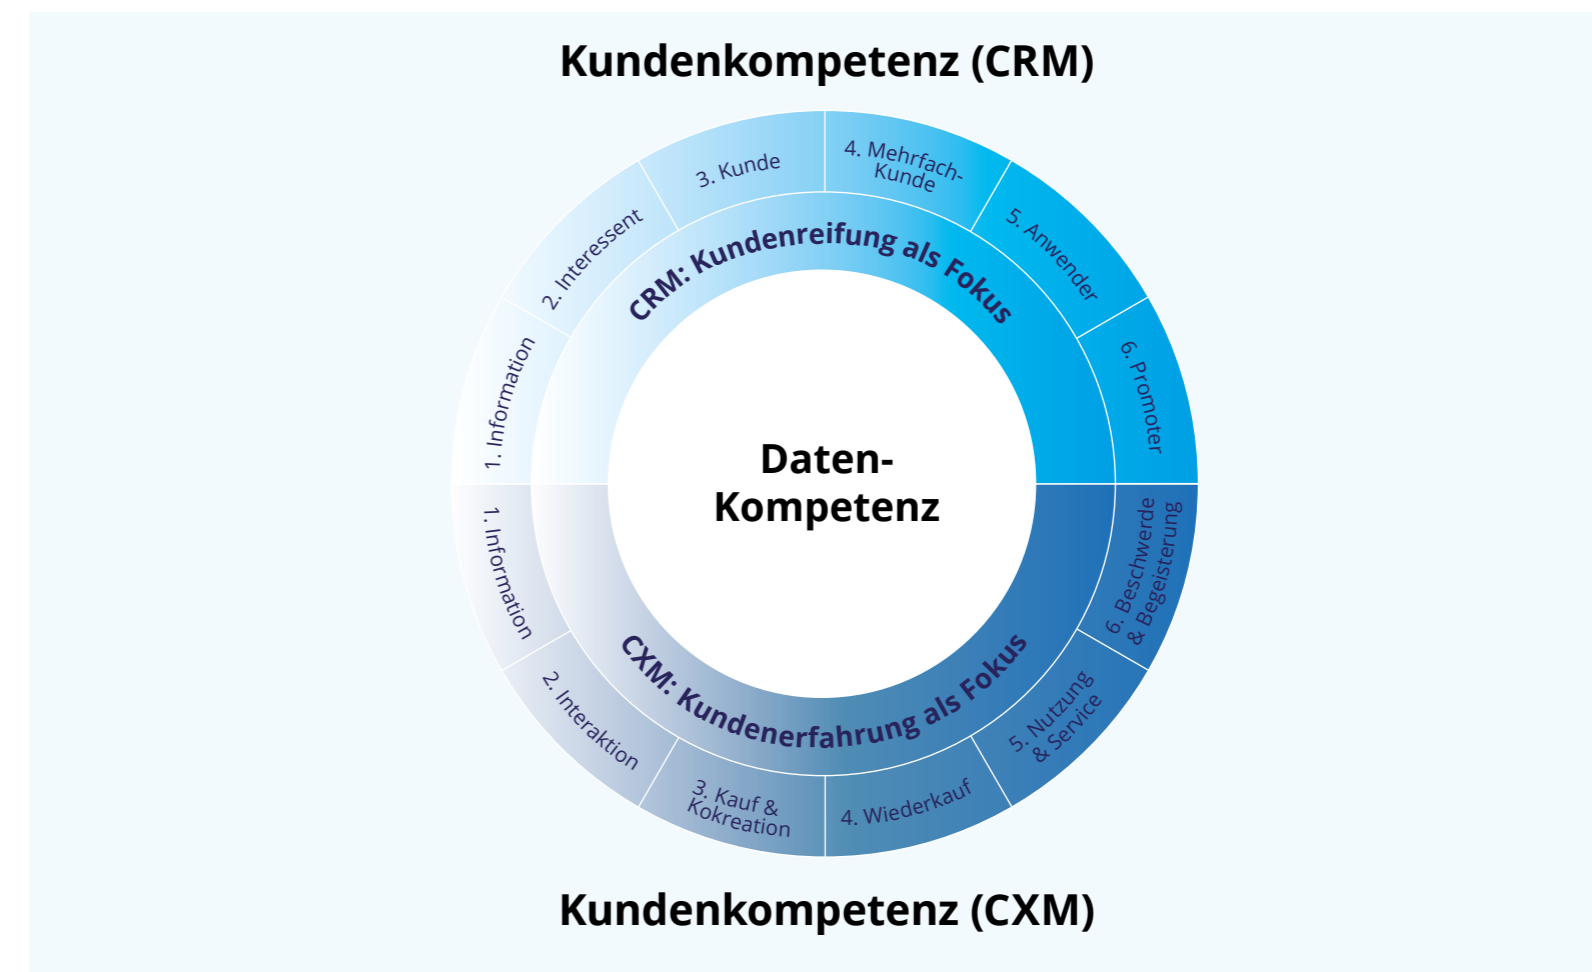 Kundenkompetenz (CRM)
1. Information
2. Interessent
3. Kunde
4. Mehrfach-
Kunde
5. Anwender
6. Promoter
CRM: Kundenreifung als Fokus
Daten-
Kompetenz
CXM: Kundenerfahrung als Fokus
1. Information
2. Interaktion
3. Kauf &
Kokreation
4. Wiederkauf
5. Nutzung
& Service
6. Beschwerde
& Begeisterung
Kundenkompetenz (CXM)